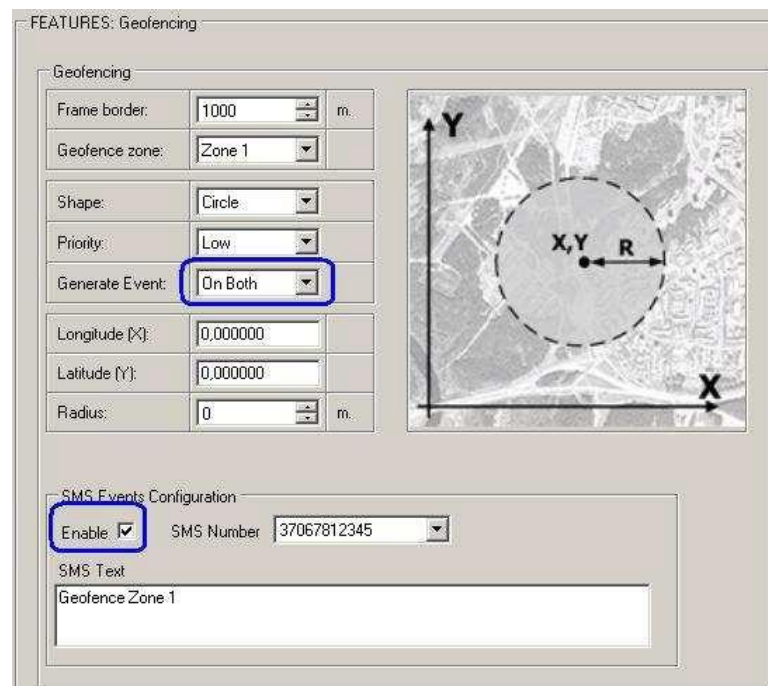 FEATURES: Geofencing
Geofencing
Frame border: 1000 m.
Geofence zone: Zone 1
Shape: Circle
Priority: Low
Generate Event: On Both
Longitude (X): 0,000000
Latitude (Y): 0,000000
Radius: 0 m.
Y
X,Y R
X
SMS Events Configuration
Enable SMS Number 37067812345
SMS Text
Geofence Zone 1